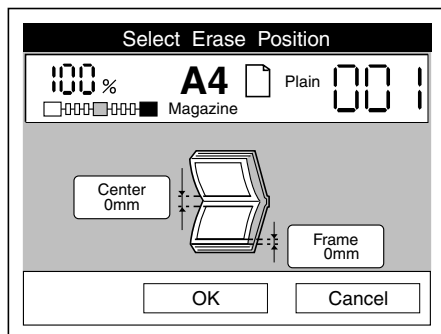 Select Erase Position
100 % A4 Plain 001
Magazine
Center
0mm
Frame
0mm
OK Cancel